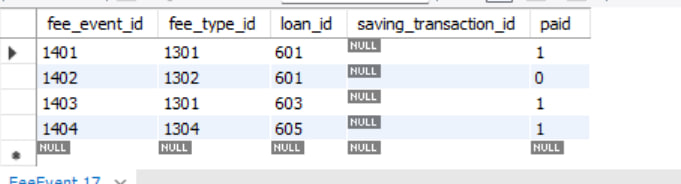 fee_event_id fee_type_id loan_id saving_transaction_id paid
1401 1301 601 NULL 1
1402 1302 601 NULL 0
1403 1301 603 NULL 1
1404 1304 605 NULL 1
NULL NULL NULL NULL NULL
FeeEvent 17